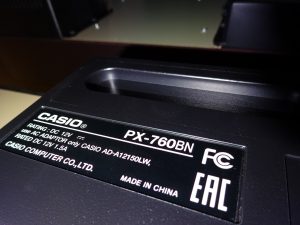 CASIO®
PX-760BN
RATING: DC 12V ⎓
use AC ADAPTOR only CASIO AD-A12150LW,
RATED DC 12V 1.5A
CASIO COMPUTER CO.,LTD.
MADE IN CHINA
FC
EAC